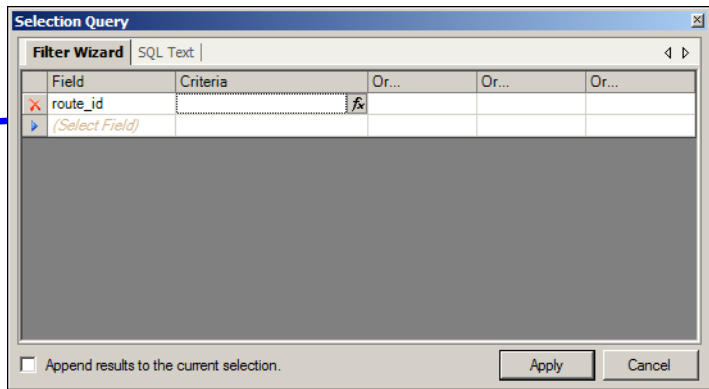 Selection Query
Filter Wizard SQL Text
Field Criteria Or... Or... Or...
route_id fx
(Select Field)
Append results to the current selection. Apply Cancel